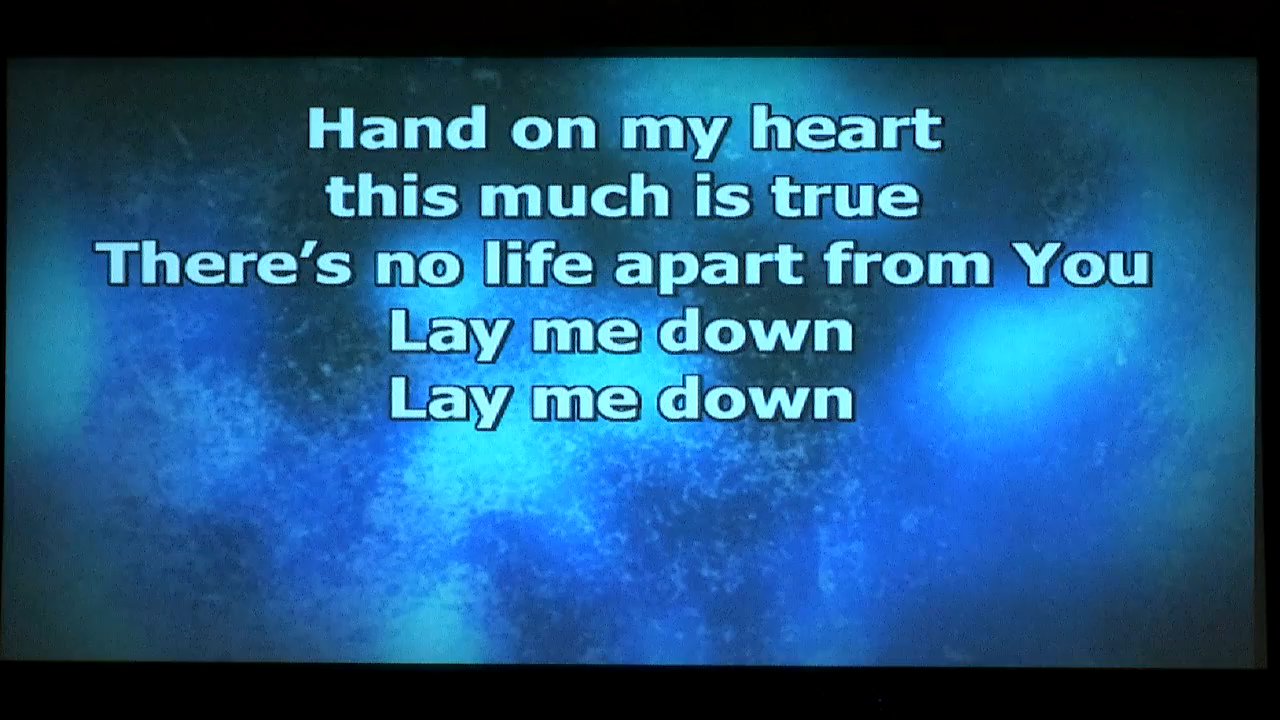 Hand on my heart
this much is true
There’s no life apart from You
Lay me down
Lay me down